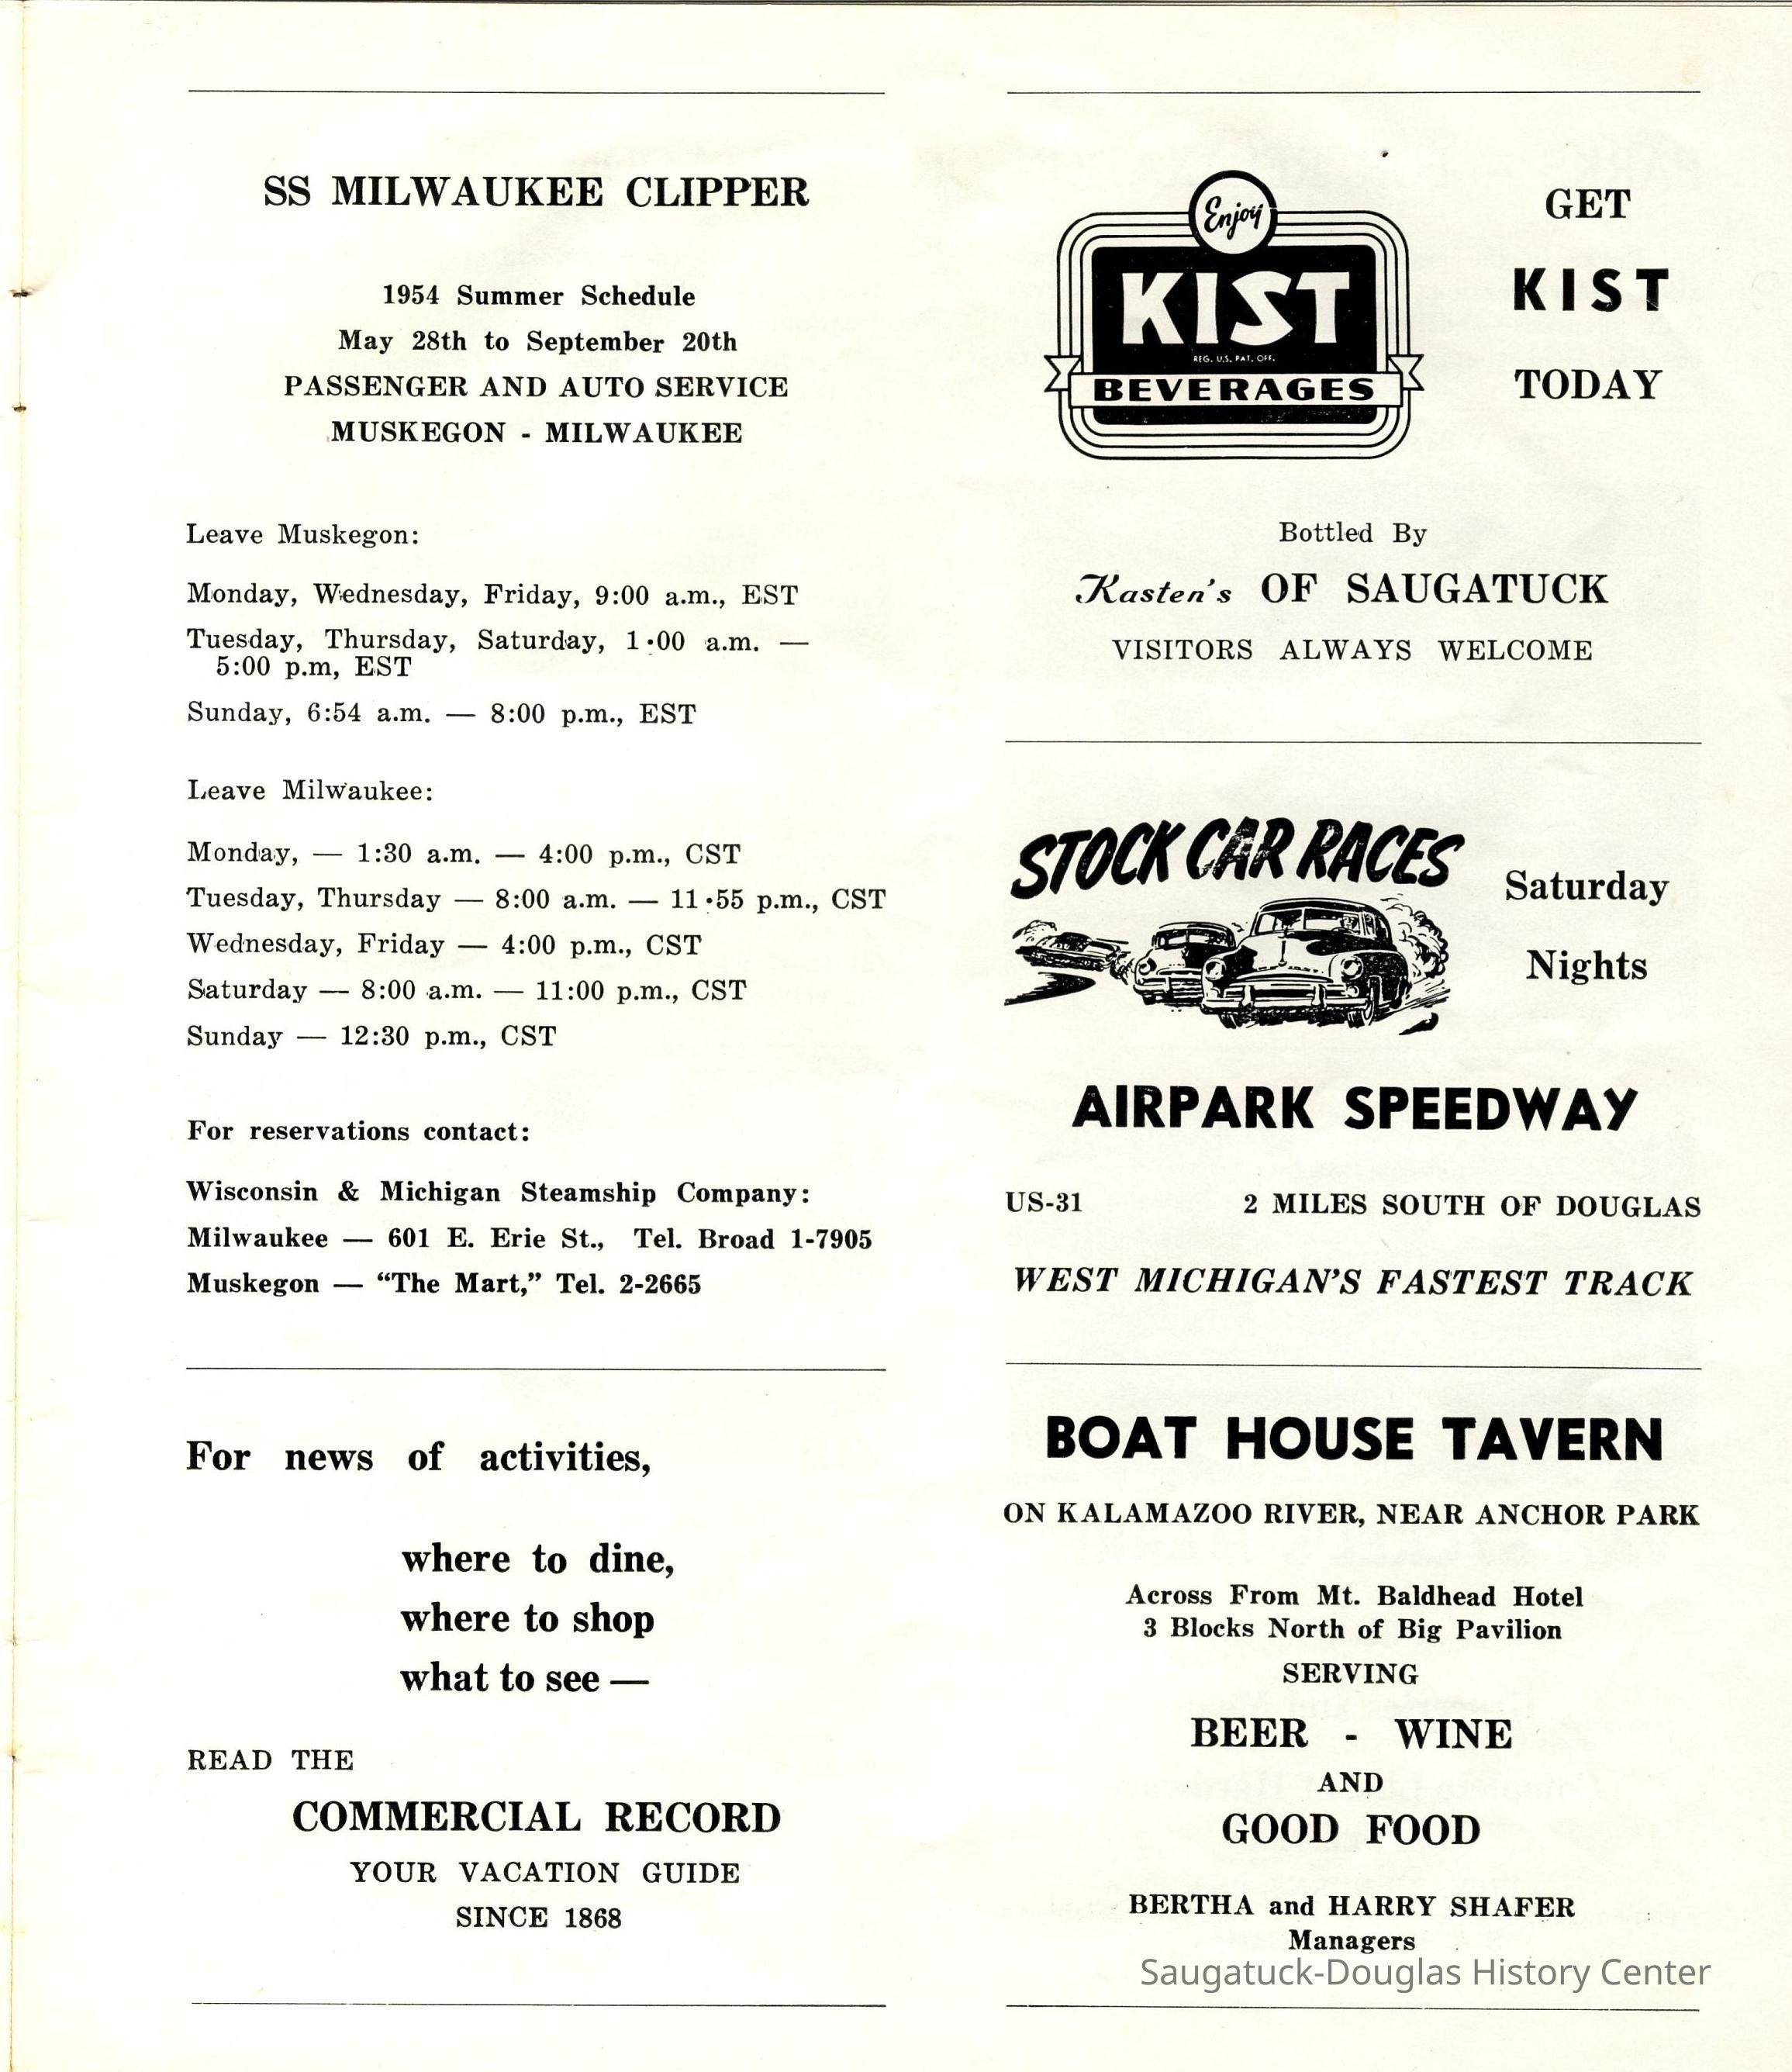 SS MILWAUKEE CLIPPER
1954 Summer Schedule
May 28th to September 20th
PASSENGER AND AUTO SERVICE
MUSKEGON - MILWAUKEE
Leave Muskegon:
Monday, Wednesday, Friday, 9:00 a.m., EST
Tuesday, Thursday, Saturday, 1:00 a.m. —
5:00 p.m, EST
Sunday, 6:54 a.m. — 8:00 p.m., EST
Leave Milwaukee:
Monday, — 1:30 a.m. — 4:00 p.m., CST
Tuesday, Thursday — 8:00 a.m. — 11:55 p.m., CST
Wednesday, Friday — 4:00 p.m., CST
Saturday — 8:00 a.m. — 11:00 p.m., CST
Sunday — 12:30 p.m., CST
For reservations contact:
Wisconsin & Michigan Steamship Company:
Milwaukee — 601 E. Erie St., Tel. Broad 1-7905
Muskegon — “The Mart,” Tel. 2-2665
For news of activities,
where to dine,
where to shop
what to see —
READ THE
COMMERCIAL RECORD
YOUR VACATION GUIDE
SINCE 1868
Enjoy
KIST
REG. U.S. PAT. OFF.
BEVERAGES
GET
KIST
TODAY
Bottled By
Kasten's OF SAUGATUCK
VISITORS ALWAYS WELCOME
STOCK CAR RACES
Saturday
Nights
AIRPARK SPEEDWAY
US-31 2 MILES SOUTH OF DOUGLAS
WEST MICHIGAN'S FASTEST TRACK
BOAT HOUSE TAVERN
ON KALAMAZOO RIVER, NEAR ANCHOR PARK
Across From Mt. Baldhead Hotel
3 Blocks North of Big Pavilion
SERVING
BEER - WINE
AND
GOOD FOOD
BERTHA and HARRY SHAFER
Managers
Saugatuck-Douglas History Center